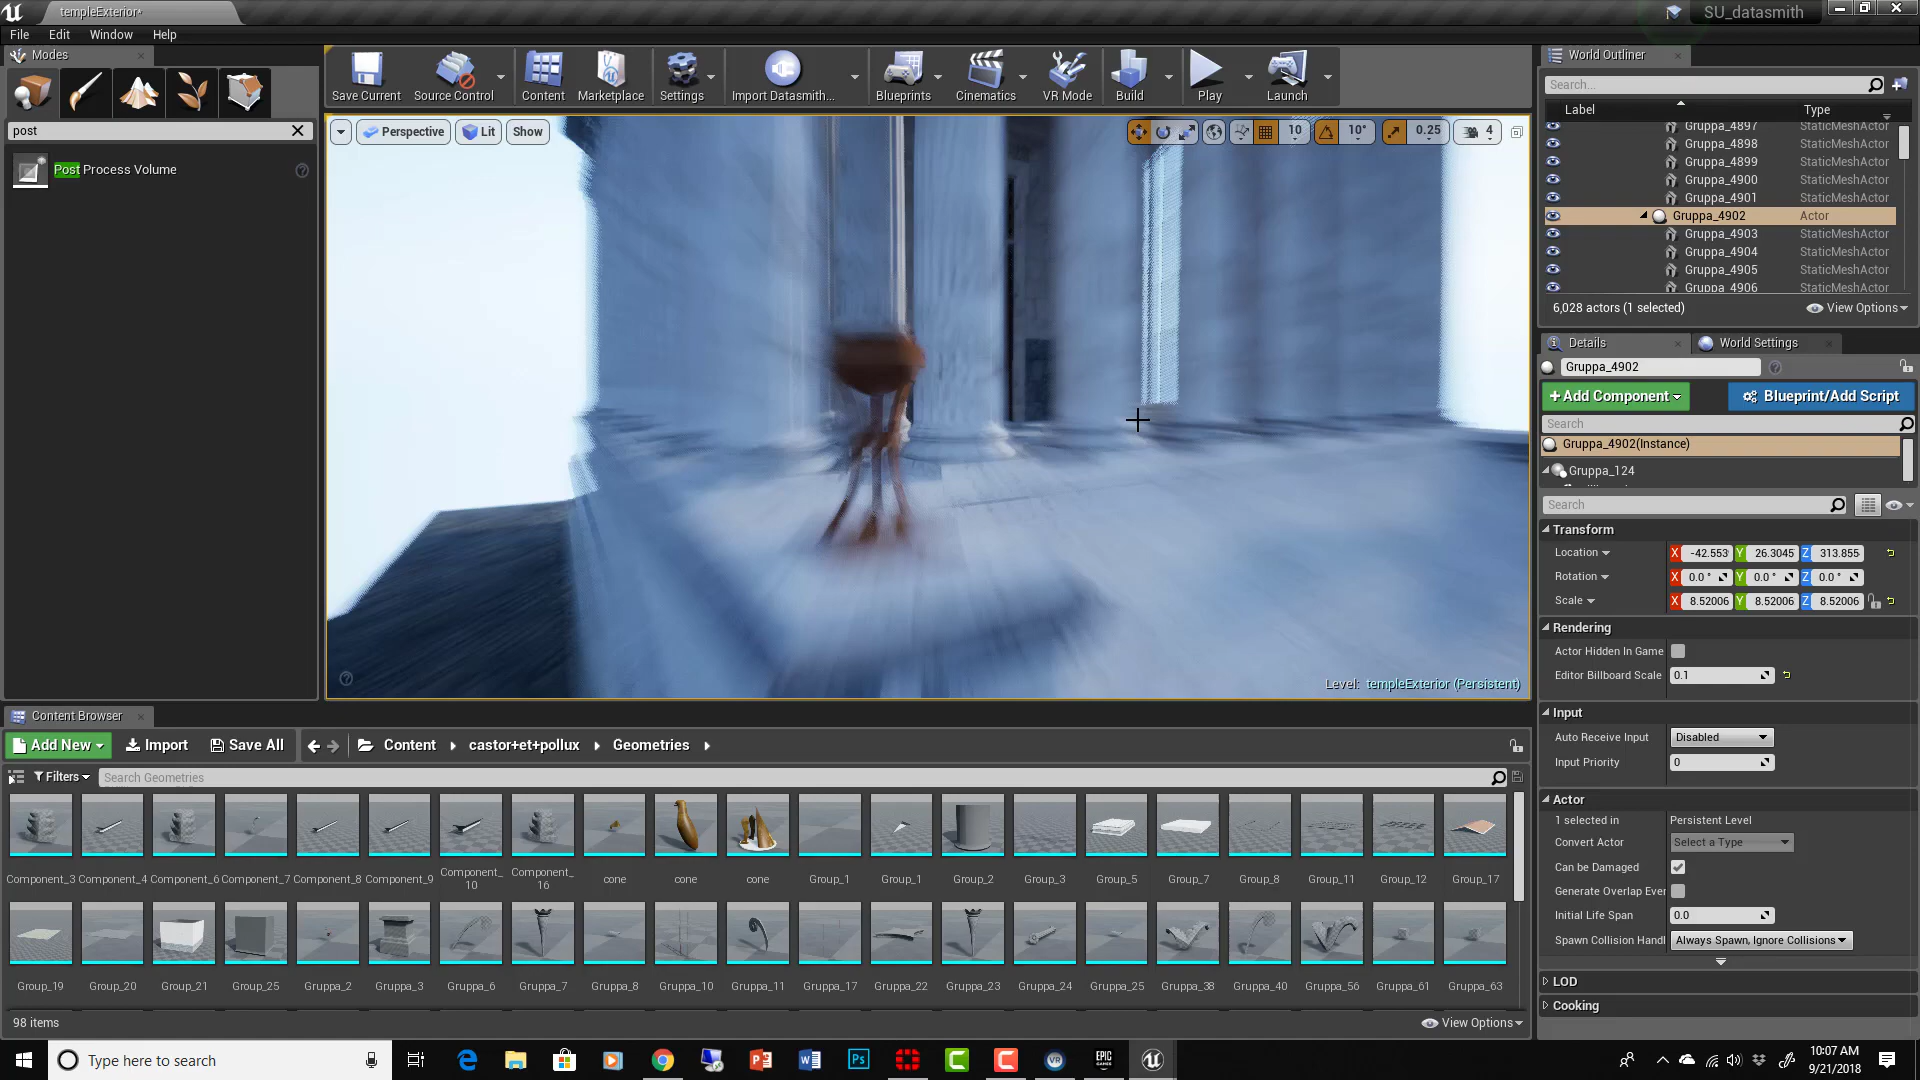 templeExterior•
SU_datasmith
File Edit Window Help
Modes
post
Post Process Volume
Save Current
Source Control
Content
Marketplace
Settings
Import Datasmith...
Blueprints
Cinematics
VR Mode
Build
Play
Launch
Perspective
Lit
Show
10
10°
0.25
4
Level: templeExterior (Persistent)
World Outliner
Search...
Label Type
Gruppa_4897 StaticMeshActor
Gruppa_4898 StaticMeshActor
Gruppa_4899 StaticMeshActor
Gruppa_4900 StaticMeshActor
Gruppa_4901 StaticMeshActor
Gruppa_4902 Actor
Gruppa_4903 StaticMeshActor
Gruppa_4904 StaticMeshActor
Gruppa_4905 StaticMeshActor
Gruppa_4906 StaticMeshActor
6,028 actors (1 selected)
View Options
Details
World Settings
Gruppa_4902
+Add Component
Blueprint/Add Script
Search
Gruppa_4902(Instance)
Gruppa_124
Search
Transform
Location X -42.553 Y 26.3045 Z 313.855
Rotation X 0.0 ° Y 0.0 ° Z 0.0 °
Scale X 8.52006 Y 8.52006 Z 8.52006
Rendering
Actor Hidden In Game
Editor Billboard Scale 0.1
Input
Auto Receive Input Disabled
Input Priority 0
Actor
1 selected in Persistent Level
Convert Actor Select a Type
Can be Damaged
Generate Overlap Ever
Initial Life Span 0.0
Spawn Collision Handl Always Spawn, Ignore Collisions
LOD
Cooking
Content Browser
Add New
Import
Save All
Content
castor+et+pollux
Geometries
Filters
Search Geometries
Component_3 Component_4 Component_6 Component_7 Component_8 Component_9 Component_10 Component_16 cone cone cone Group_1 Group_1 Group_2 Group_3 Group_5 Group_7 Group_8 Group_11 Group_12 Group_17
Group_19 Group_20 Group_21 Group_25 Gruppa_2 Gruppa_3 Gruppa_6 Gruppa_7 Gruppa_8 Gruppa_10 Gruppa_11 Gruppa_17 Gruppa_22 Gruppa_23 Gruppa_24 Gruppa_25 Gruppa_38 Gruppa_40 Gruppa_56 Gruppa_61 Gruppa_63
98 items
View Options
Type here to search
10:07 AM
9/21/2018